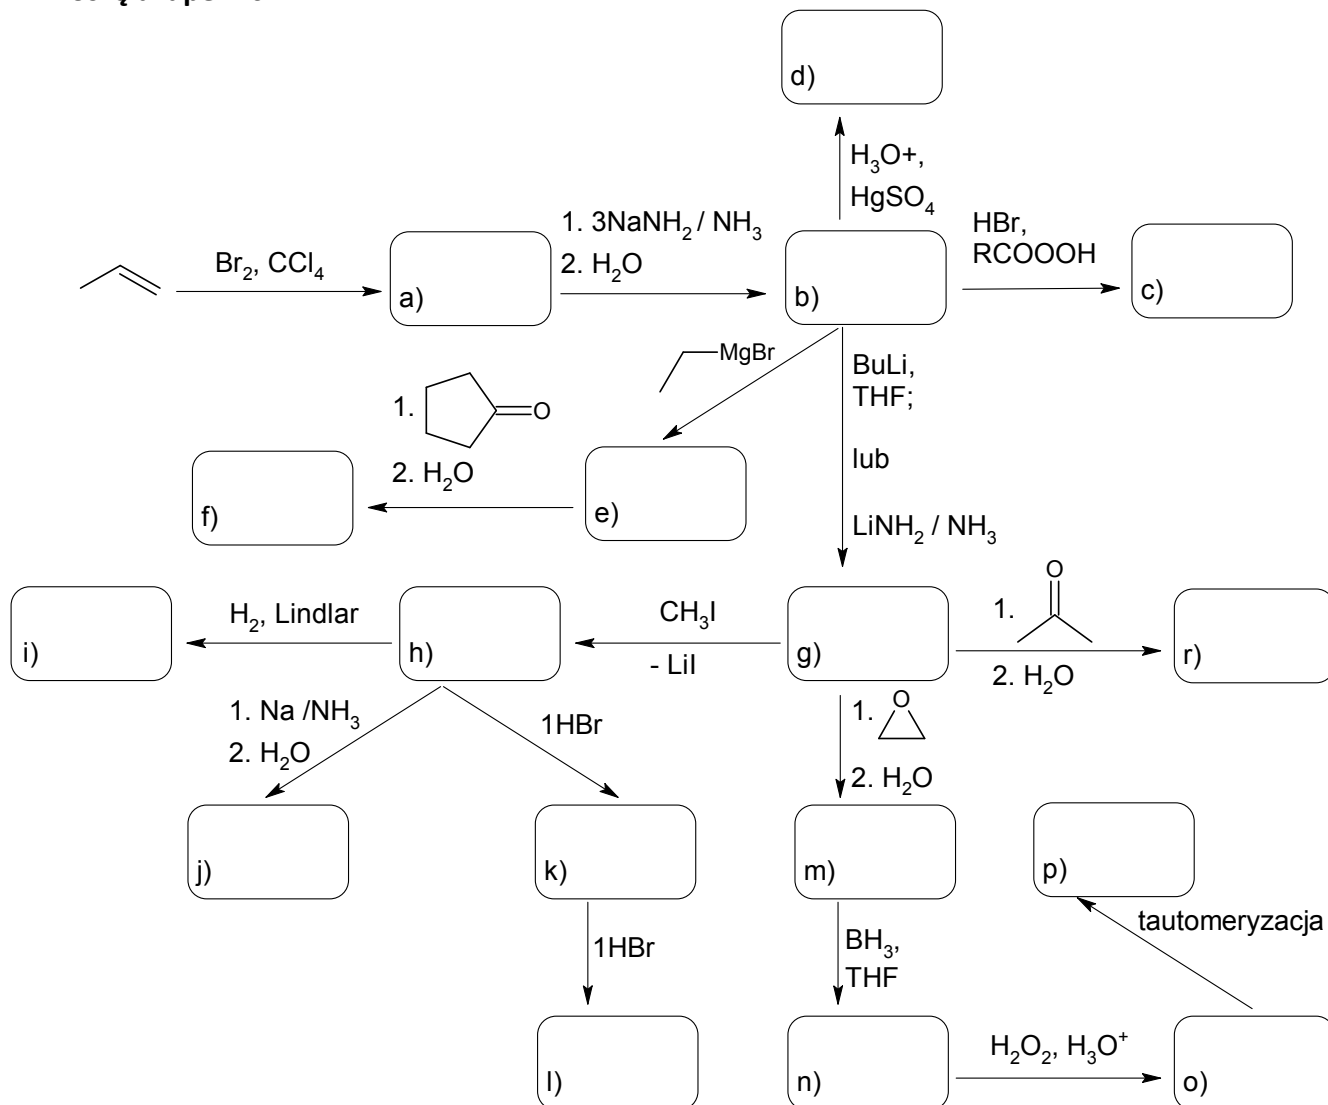 d)
H₃O+,
HgSO₄
Br₂, CCl₄
a)
1. 3NaNH₂ / NH₃
2. H₂O
b)
HBr,
RCOOOH
c)
MgBr
BuLi,
THF;
lub
LiNH₂ / NH₃
1.
O
2. H₂O
f)
e)
i)
H₂, Lindlar
h)
CH₃I
- LiI
g)
O
1.
2. H₂O
r)
1. Na /NH₃
2. H₂O
1HBr
1.
O
2. H₂O
j)
k)
m)
p)
tautomeryzacja
1HBr
BH₃,
THF
l)
n)
H₂O₂, H₃O⁺
o)